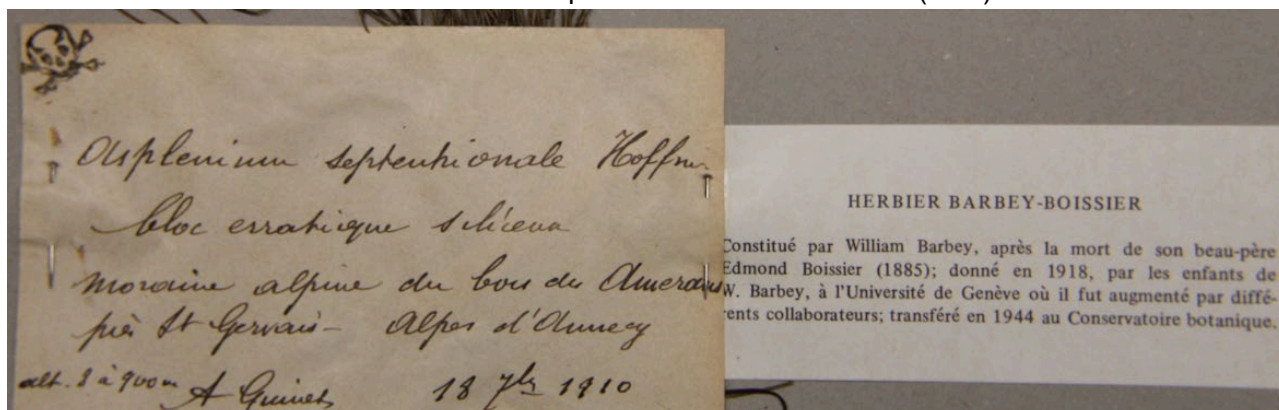 Asplenium septentrionale Hoffm.
bloc erratique siliceux
moraine alpine du bois du
près St Gervais - Alpes d'Annecy
alt. 8 à 900m A Guinet 18 7bre 1910
HERBIER BARBEY-BOISSIER
Constitué par William Barbey, après la mort de son beau-père
Edmond Boissier (1885); donné en 1918, par les enfants de
W. Barbey, à l'Université de Genève où il fut augmenté par diffé-
rents collaborateurs; transféré en 1944 au Conservatoire botanique.